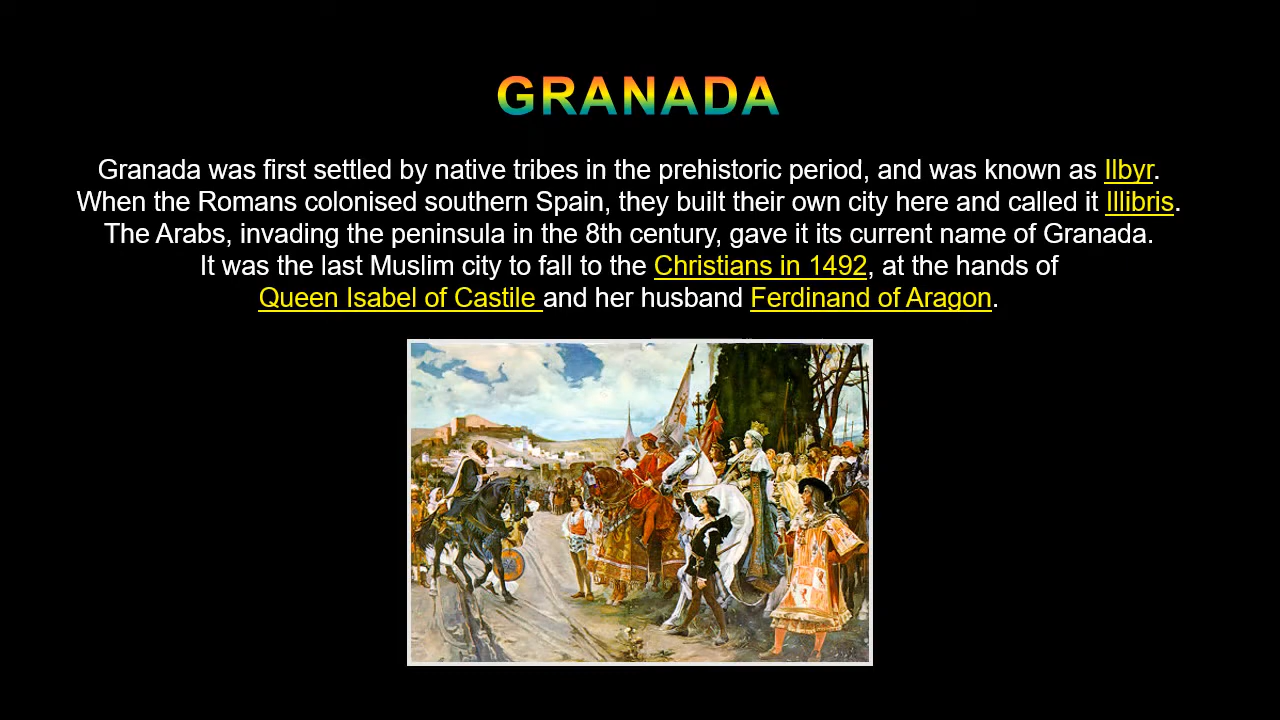 GRANADA
Granada was first settled by native tribes in the prehistoric period, and was known as Ilbyr.
When the Romans colonised southern Spain, they built their own city here and called it Illibris.
The Arabs, invading the peninsula in the 8th century, gave it its current name of Granada.
It was the last Muslim city to fall to the Christians in 1492, at the hands of
Queen Isabel of Castile and her husband Ferdinand of Aragon.